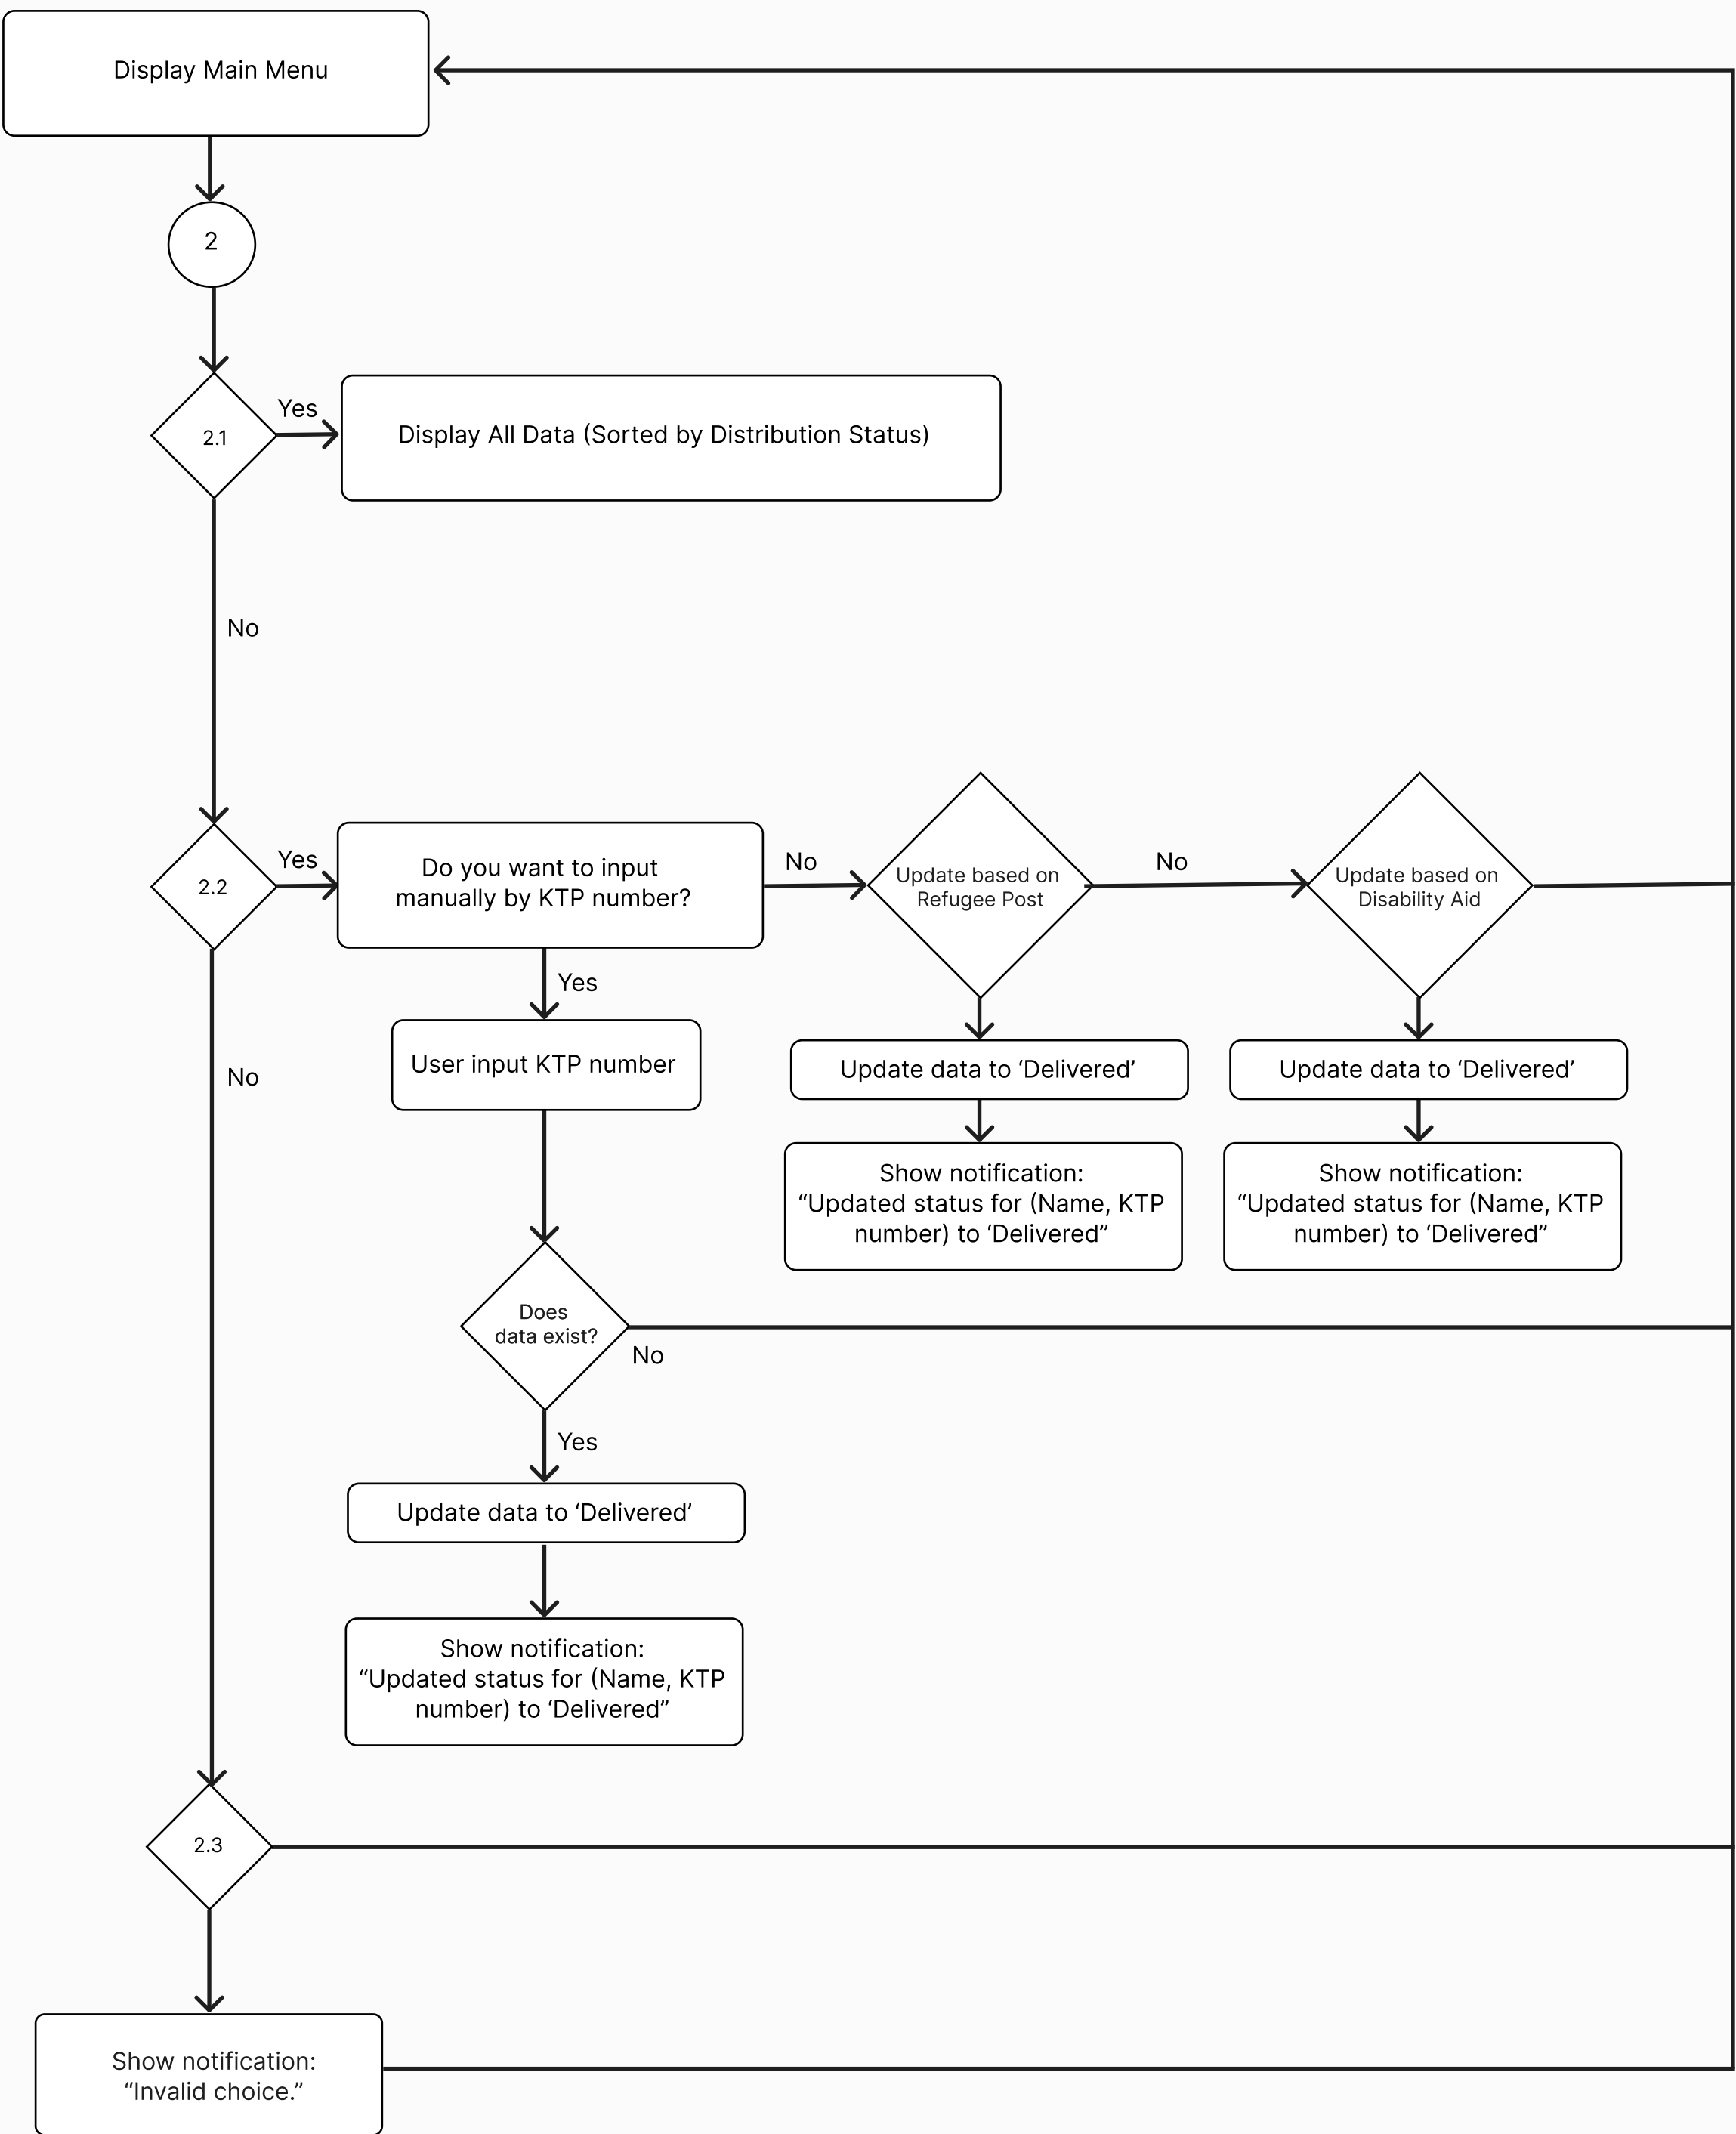 Display Main Menu
2
2.1
Yes
Display All Data (Sorted by Distribution Status)
No
2.2
Yes
Do you want to input
manually by KTP number?
No
Update based on
Refugee Post
No
Update based on
Disability Aid
Yes
User input KTP number
No
Update data to ‘Delivered’
Update data to ‘Delivered’
Show notification:
“Updated status for (Name, KTP
number) to ‘Delivered”
Show notification:
“Updated status for (Name, KTP
number) to ‘Delivered”
Does
data exist?
No
Yes
Update data to ‘Delivered’
Show notification:
“Updated status for (Name, KTP
number) to ‘Delivered”
2.3
Show notification:
“Invalid choice.”